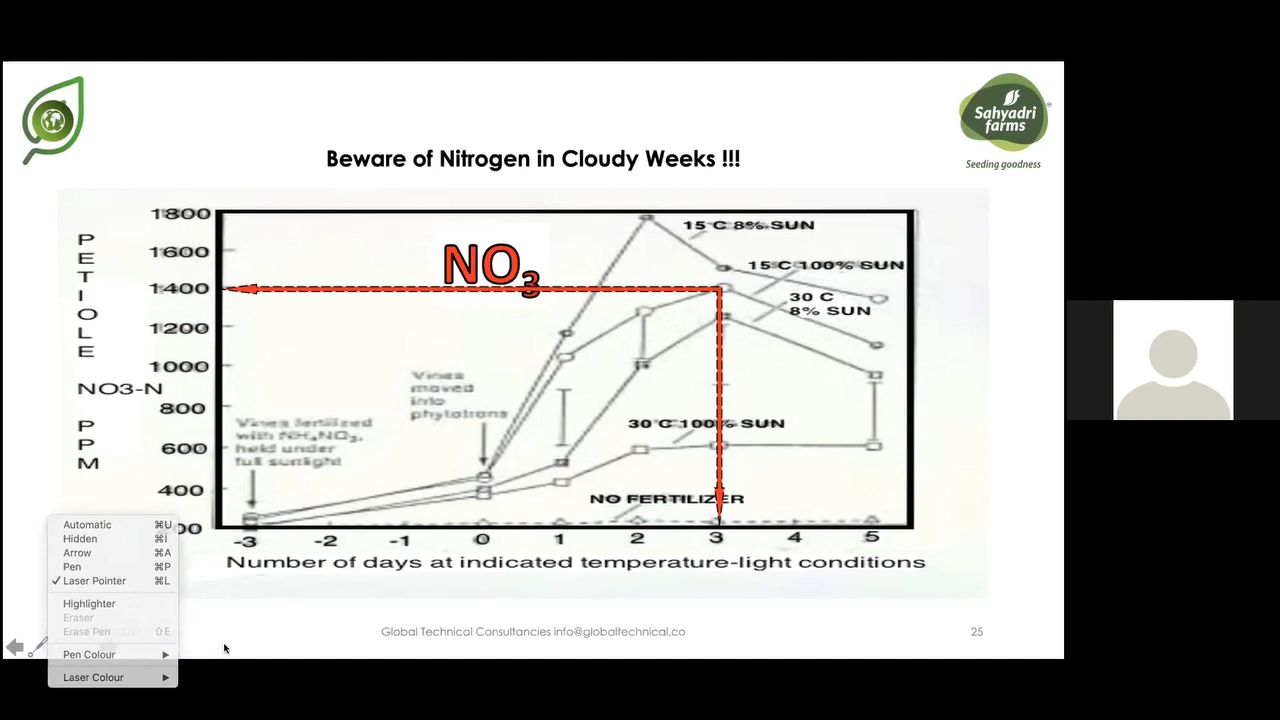 Sahyadri
farms
®
Seeding goodness
Beware of Nitrogen in Cloudy Weeks !!!
PETIOLE
NO3-N
PPM
1800
1600
1400
1200
1000
800
600
400
00
NO3
15°C 8% SUN
15°C 100% SUN
30 C
8% SUN
Vines
moved
into
phytotrons
Vines fertilized
with NH4NO3,
held under
full sunlight
30°C 100% SUN
NO FERTILIZER
-3 -2 -1 0 1 2 3 4 5
Number of days at indicated temperature-light conditions
Automatic ⌘U
Hidden ⌘I
Arrow ⌘A
Pen ⌘P
✓ Laser Pointer ⌘L
Highlighter
Eraser
Erase Pen ⇧E
Pen Colour ▶
Laser Colour ▶
Global Technical Consultancies info@globaltechnical.co
25